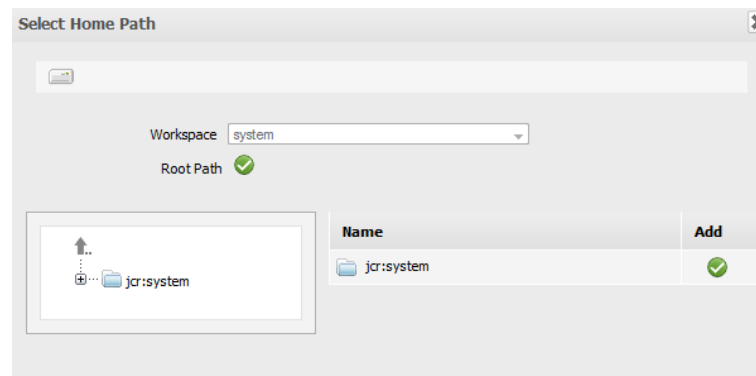 Select Home Path
Workspace system
Root Path
Name Add
jcr:system
jcr:system